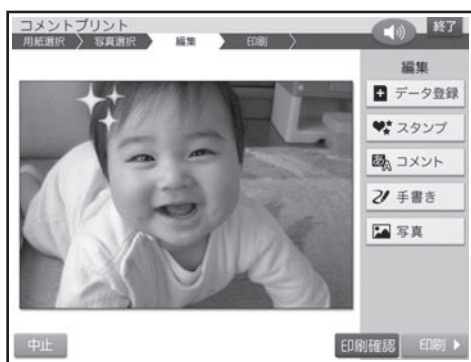 コメントプリント
終了
用紙選択 写真選択 編集 印刷
編集
データ登録
スタンプ
あA コメント
手書き
写真
中止
印刷確認
印刷